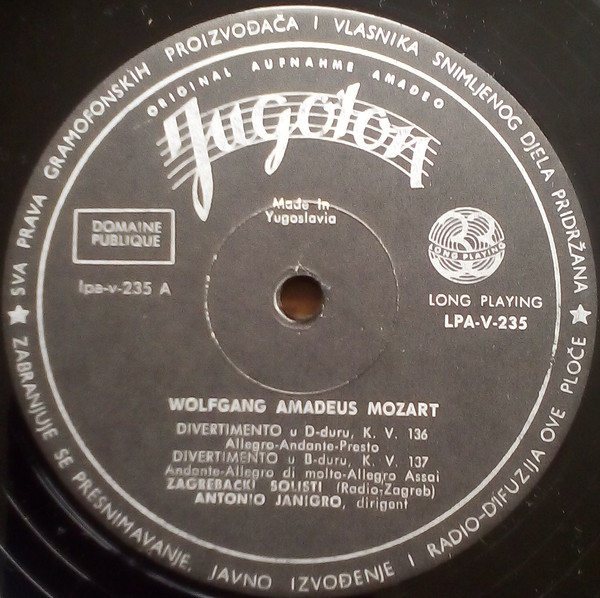 SVA PRAVA GRAMOFONSKIH PROIZVOĐAČA I VLASNIKA SNIMLJENOG DJELA PRIDRŽANA ★
ZABRANJUJE SE PRESNIMAVANJE, JAVNO IZVOĐENJE I RADIO-DIFUZIJA OVE PLOČE ★
ORIGINAL AUFNAHME AMADEO
Jugoton
Made in
Yugoslavia
DOMAINE
PUBLIQUE
lpa-v-235 A
33
LONG PLAYING
LONG PLAYING
LPA-V-235
WOLFGANG AMADEUS MOZART
DIVERTIMENTO u D-duru, K. V. 136
Allegro-Andante-Presto
DIVERTIMENTO u B-duru, K. V. 137
Andante-Allegro di molto-Allegro Assai
ZAGREBAČKI SOLISTI (Radio-Zagreb)
ANTONIO JANIGRO, dirigent